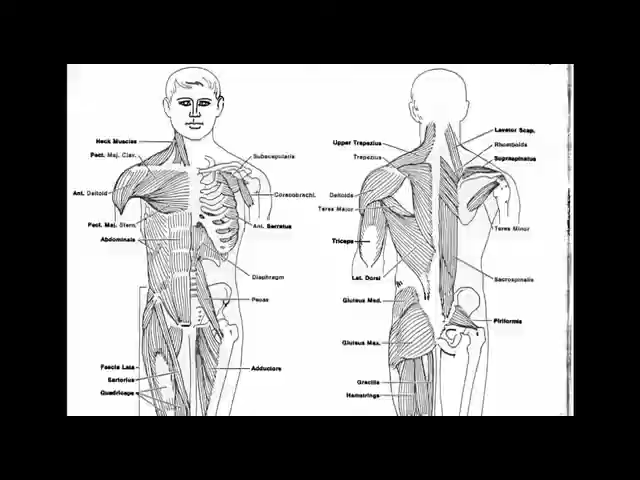 Neck Muscles
Pect. Maj. Clav.
Subscapularis
Ant. Deltoid
Coracobrachi.
Pect. Maj. Stern.
Ant. Serratus
Abdominals
Diaphragm
Psoas
Fascia Lata
Adductors
Sartorius
Quadriceps
Upper Trapezius
Levator Scap.
Rhomboids
Trapezius
Supraspinatus
Deltoids
Teres Major
Teres Minor
Triceps
Lat. Dorsi
Sacrospinalis
Gluteus Med.
Piriformis
Gluteus Max.
Gracilis
Hamstrings